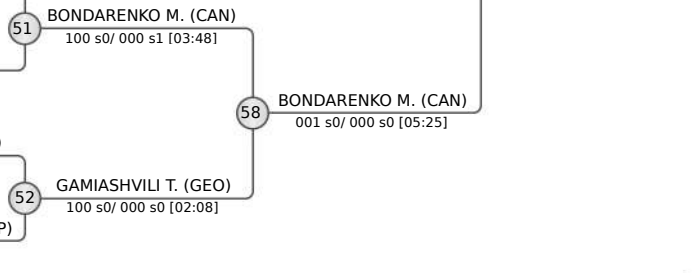 51
BONDARENKO M. (CAN)
100 s0/ 000 s1 [03:48]
58
BONDARENKO M. (CAN)
001 s0/ 000 s0 [05:25]
)
52
GAMIASHVILI T. (GEO)
100 s0/ 000 s0 [02:08]
P)